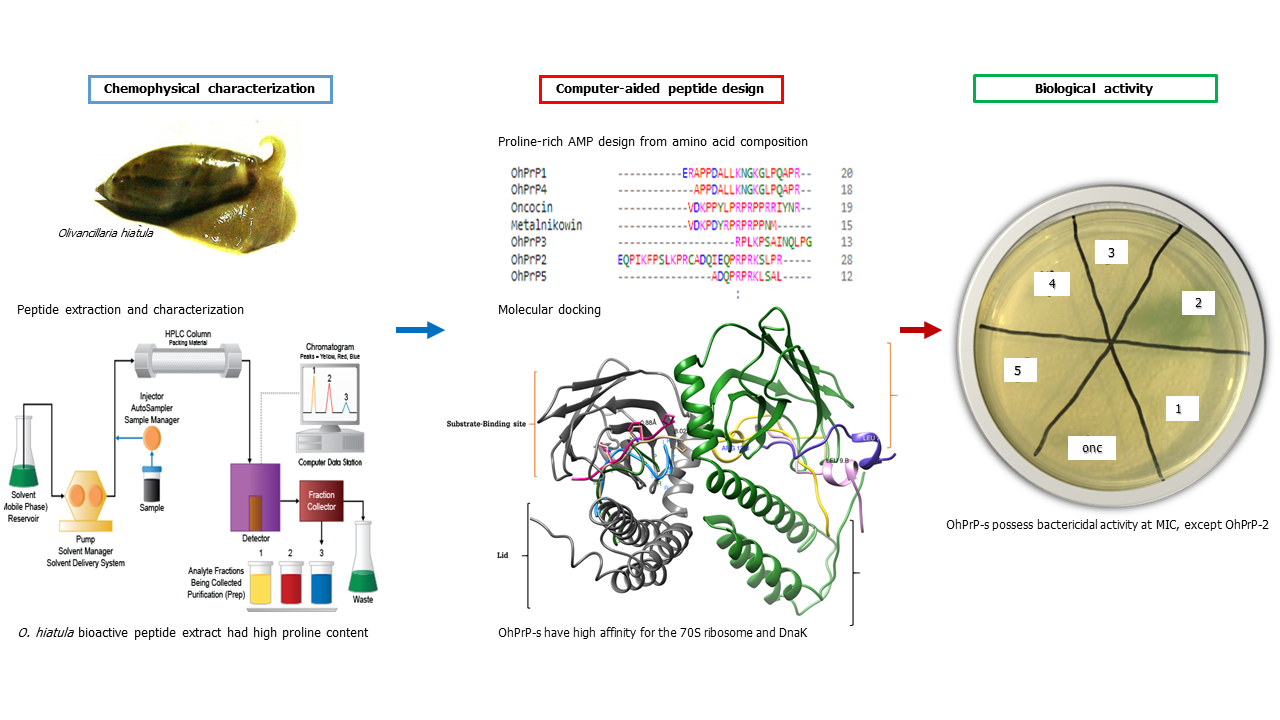 Chemophysical characterization
Olivancillaria hiatula
Peptide extraction and characterization
HPLC Column
Packing Material
Chromatogram
Peaks = Yellow, Red, Blue
1
2
3
Injector
AutoSampler
Sample Manager
Computer Data Station
Solvent
Mobile Phase)
Reservoir
Sample
Fraction
Collector
Pump
Solvent Manager
Solvent Delivery System
Detector
1 2 3
Analyte Fractions
Being Collected
Purification (Prep)
Waste
O. hiatula bioactive peptide extract had high proline content
Computer-aided peptide design
Proline-rich AMP design from amino acid composition
OhPrP1 -----------ERAPPDALLKNGKGLPQAPR-- 20
OhPrP4 -------------APPDALLKNGKGLPQAPR-- 18
Oncocin ------------VDKPPYLPRPRPPRRIYNR-- 19
Metalnikowin ------------VDKPDYRPRPRPPNM------ 15
OhPrP3 --------------------RPLKPSAINQLPG 13
OhPrP2 EQPIKFPSLKPRCADQIEQPRPRKSLPR----- 28
OhPrP5 ----------------ADQPRPRKLSAL----- 12
:
Molecular docking
Substrate-Binding site
Lid
LEU 9 B
OhPrP-s have high affinity for the 70S ribosome and DnaK
Biological activity
3
4
2
5
1
onc
OhPrP-s possess bactericidal activity at MIC, except OhPrP-2